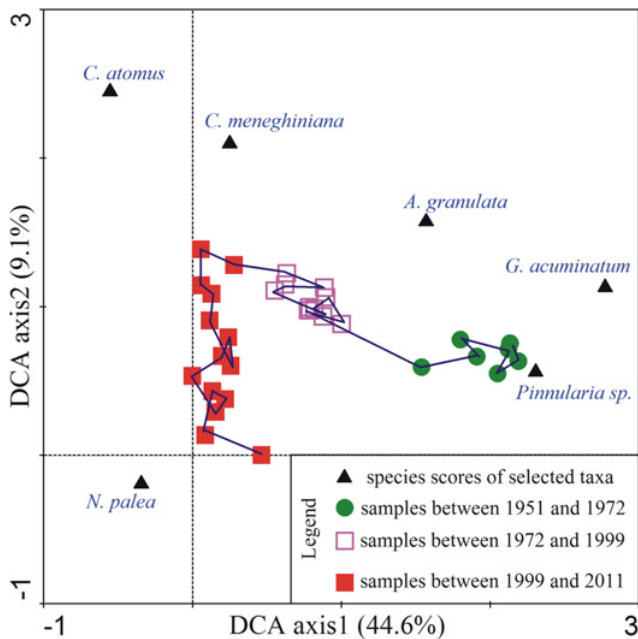 3
C. atomus
C. meneghiniana
A. granulata
G. acuminatum
DCA axis2 (9.1%)
Pinnularia sp.
N. palea
Legend
species scores of selected taxa
samples between 1951 and 1972
samples between 1972 and 1999
samples between 1999 and 2011
-1
-1
DCA axis1 (44.6%)
3